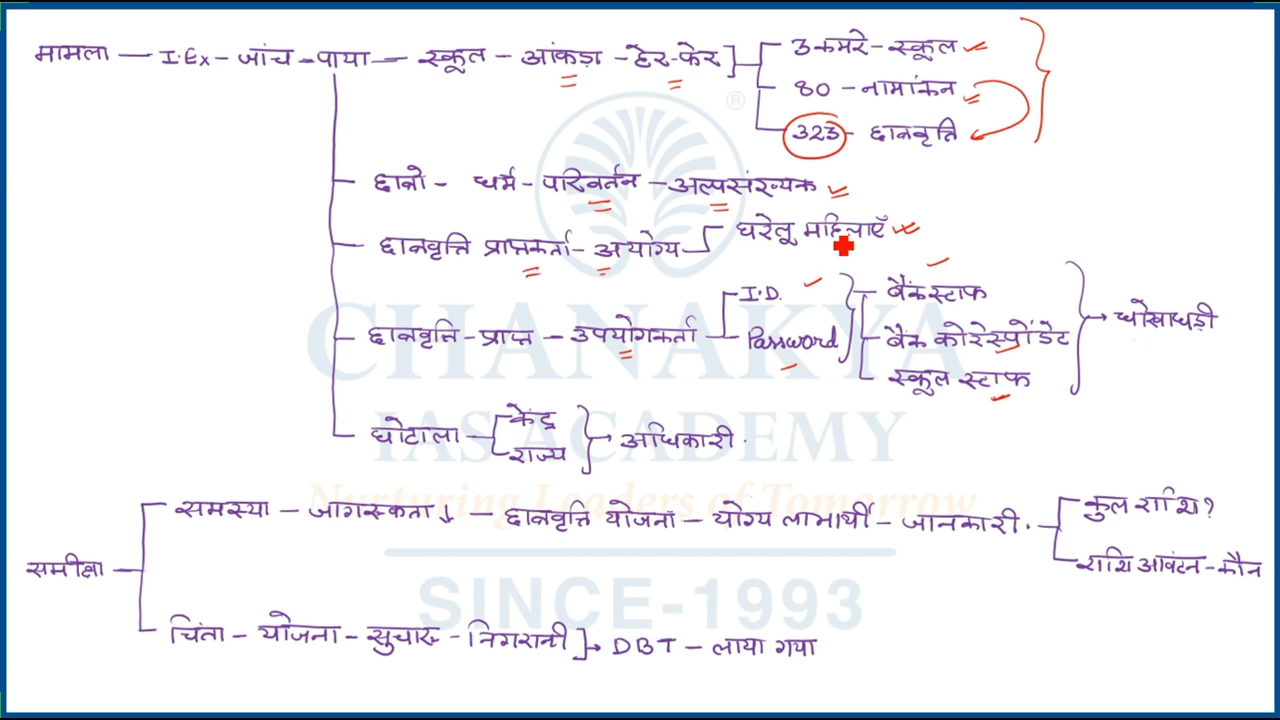 मामला — I.Ex - जांच - पाया — स्कूल - आंकड़ा - हेर-फेर
3 कमरे - स्कूल
80 - नामांकन
323 - छात्रवृत्ति
छात्रो - धर्म - परिवर्तन - अल्पसंख्यक
छात्रवृत्ति प्राप्तकर्ता - अयोग्य
घरेलू महिलाएँ
छात्रवृत्ति - प्राप्त - उपयोगकर्ता
I.D.
Password
बैंक स्टाफ
बैंक कोरेस्पोंडेट
स्कूल स्टाफ
→ धोखाधड़ी
घोटाला
केंद्र
राज्य
→ अधिकारी.
समीक्षा
समस्या - जागरुकता↓ - छात्रवृत्ति योजना - योग्य लाभार्थी - जानकारी.
कुल राशि?
राशि आवंटन - कौन
चिंता - योजना - सुचारु - निगरानी → DBT - लाया गया
®
CHANAKYA
IAS ACADEMY
Nurturing Leaders of Tomorrow
SINCE-1993